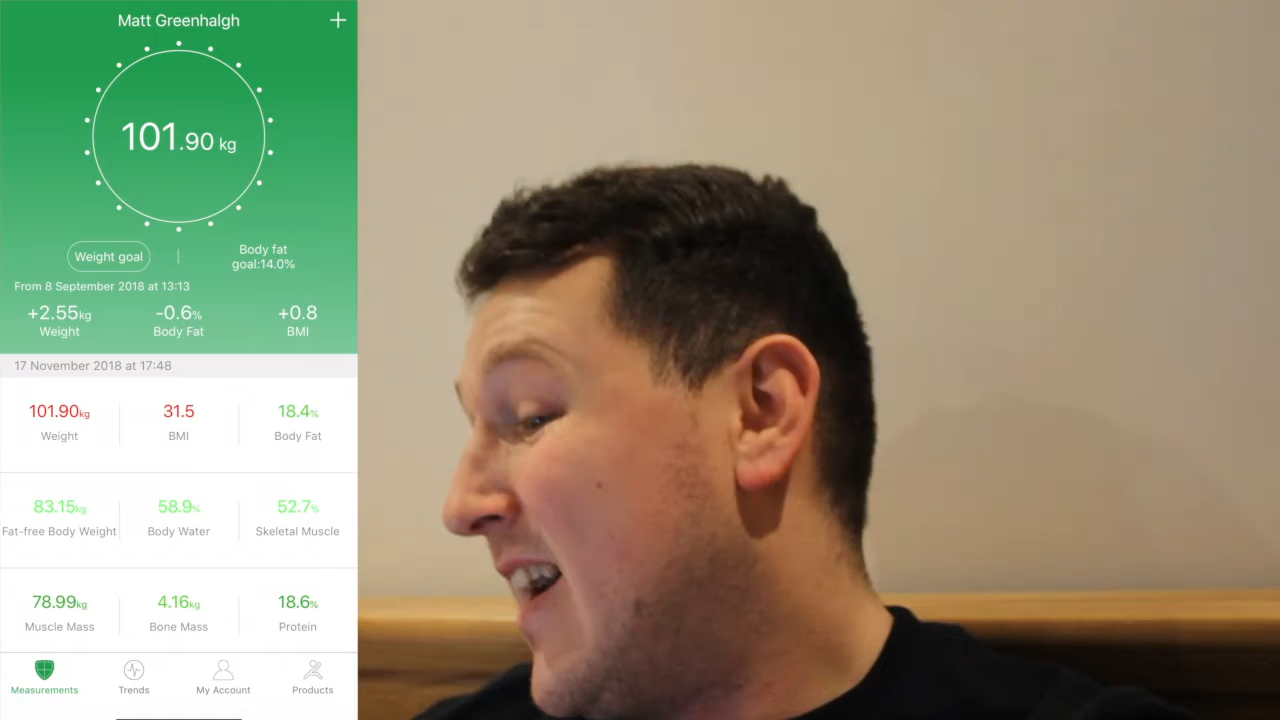 Matt Greenhalgh +
101.90 kg
Weight goal | Body fat
goal:14.0%
From 8 September 2018 at 13:13
+2.55kg -0.6% +0.8
Weight Body Fat BMI
17 November 2018 at 17:48
101.90kg 31.5 18.4%
Weight BMI Body Fat
83.15kg 58.9% 52.7%
Fat-free Body Weight Body Water Skeletal Muscle
78.99kg 4.16kg 18.6%
Muscle Mass Bone Mass Protein
Measurements Trends My Account Products